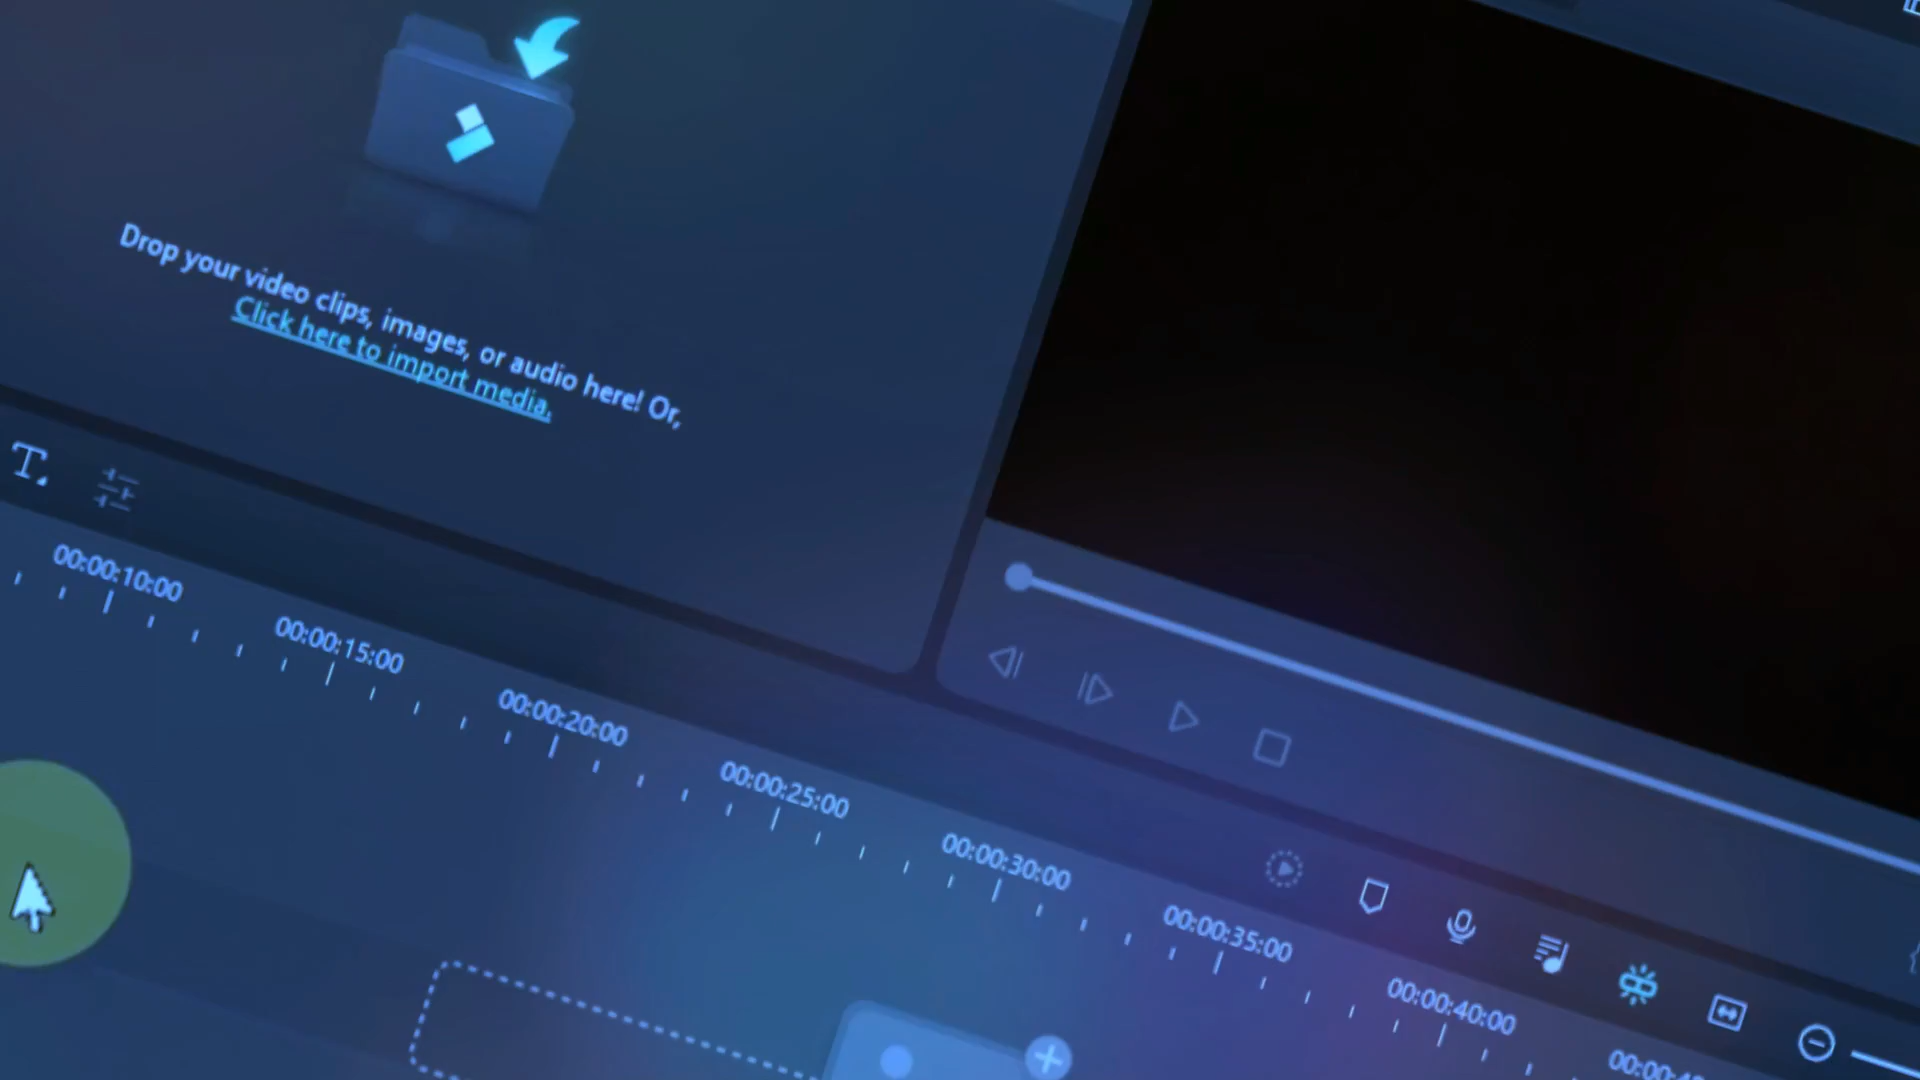 Drop your video clips, images, or audio here! Or,
Click here to import media.
T
00:00:10:00
00:00:15:00
00:00:20:00
00:00:25:00
00:00:30:00
00:00:35:00
00:00:40:00